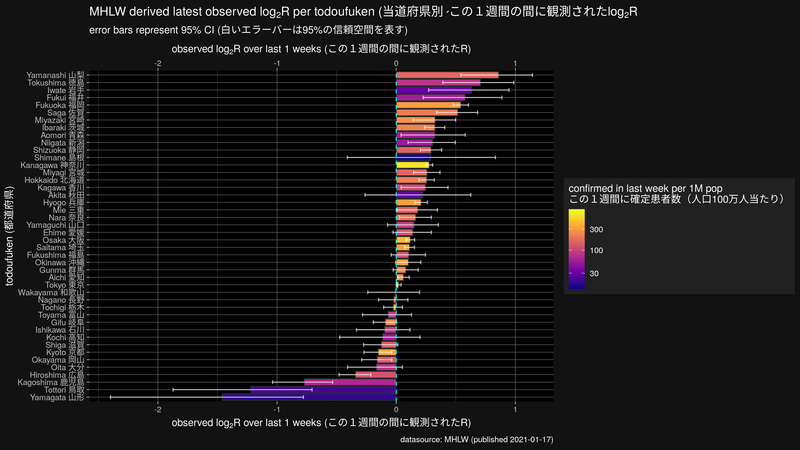 MHLW derived latest observed log2R per todoufuken (当道府県別 - この１週間の間に観測されたlog2R
error bars represent 95% CI (白いエラーバーは95%の信頼空間を表す)
observed log2R over last 1 weeks (この１週間の間に観測されたR)
-2 -1 0 1
todoufuken (都道府県)
Yamanashi 山梨
Tokushima 徳島
Iwate 岩手
Fukui 福井
Fukuoka 福岡
Saga 佐賀
Miyazaki 宮崎
Ibaraki 茨城
Aomori 青森
Niigata 新潟
Shizuoka 静岡
Shimane 島根
Kanagawa 神奈川
Miyagi 宮城
Hokkaido 北海道
Kagawa 香川
Akita 秋田
Hyogo 兵庫
Mie 三重
Nara 奈良
Yamaguchi 山口
Ehime 愛媛
Osaka 大阪
Saitama 埼玉
Fukushima 福島
Okinawa 沖縄
Gunma 群馬
Aichi 愛知
Tokyo 東京
Wakayama 和歌山
Nagano 長野
Tochigi 栃木
Toyama 富山
Gifu 岐阜
Ishikawa 石川
Kochi 高知
Shiga 滋賀
Kyoto 京都
Okayama 岡山
Oita 大分
Hiroshima 広島
Kagoshima 鹿児島
Tottori 鳥取
Yamagata 山形
-2 -1 0 1
observed log2R over last 1 weeks (この１週間の間に観測されたR)
confirmed in last week per 1M pop
この１週間に確定患者数（人口100万人当たり）
300
100
30
datasource: MHLW (published 2021-01-17)